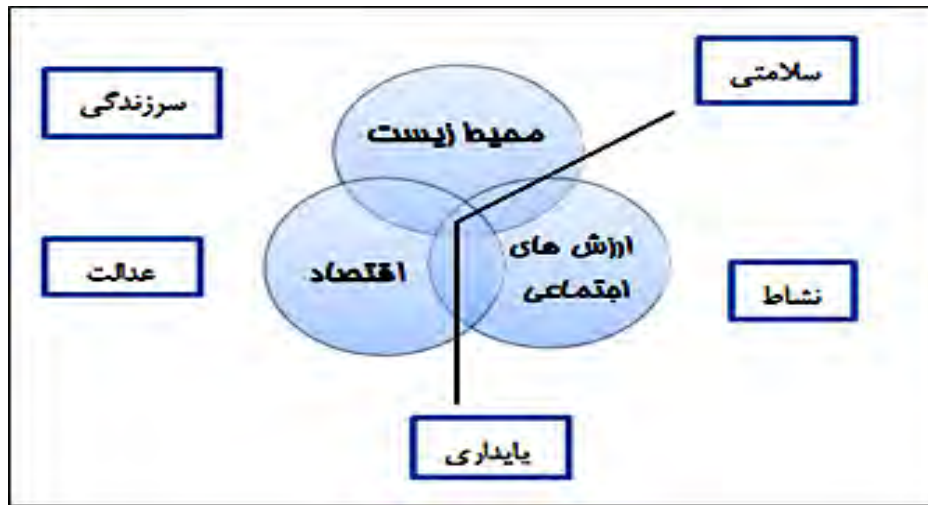 سلامتی
سرزندگی
محیط زیست
ارزش های
اجتماعی
اقتصاد
عدالت
نشاط
پایداری